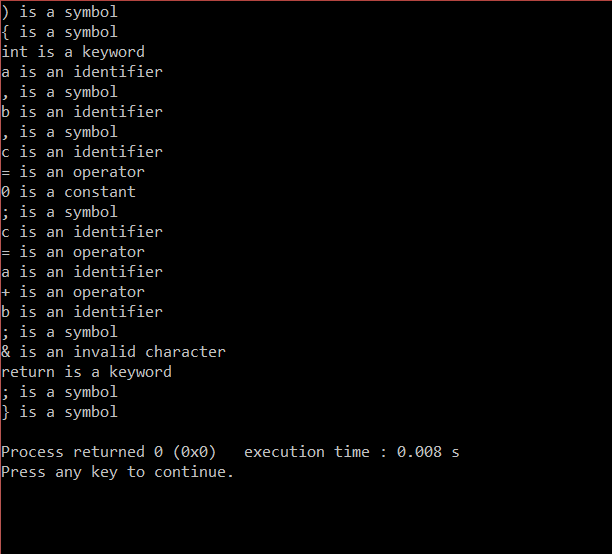 ) is a symbol
{ is a symbol
int is a keyword
a is an identifier
, is a symbol
b is an identifier
, is a symbol
c is an identifier
= is an operator
0 is a constant
; is a symbol
c is an identifier
= is an operator
a is an identifier
+ is an operator
b is an identifier
; is a symbol
& is an invalid character
return is a keyword
; is a symbol
} is a symbol
Process returned 0 (0x0)   execution time : 0.008 s
Press any key to continue.